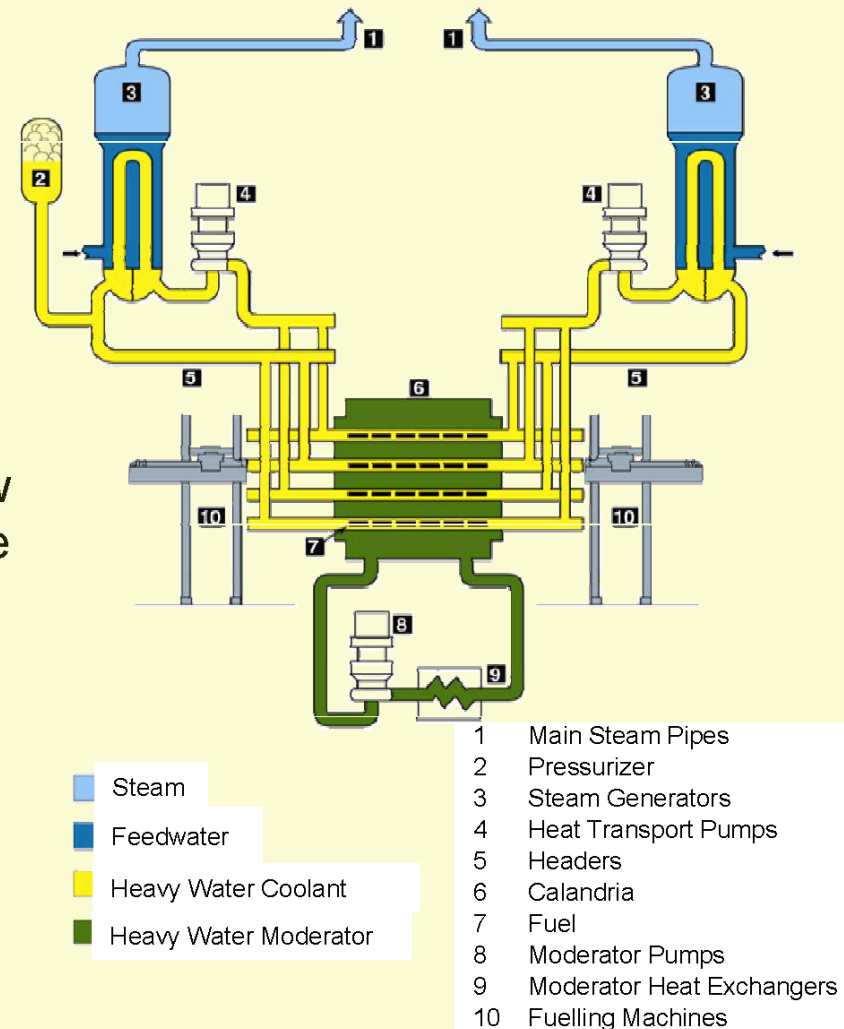 1 1
3 3
2
4 4
5 5
6
w
e
10 10
7
8
9
Steam
Feedwater
Heavy Water Coolant
Heavy Water Moderator
1 Main Steam Pipes
2 Pressurizer
3 Steam Generators
4 Heat Transport Pumps
5 Headers
6 Calandria
7 Fuel
8 Moderator Pumps
9 Moderator Heat Exchangers
10 Fuelling Machines